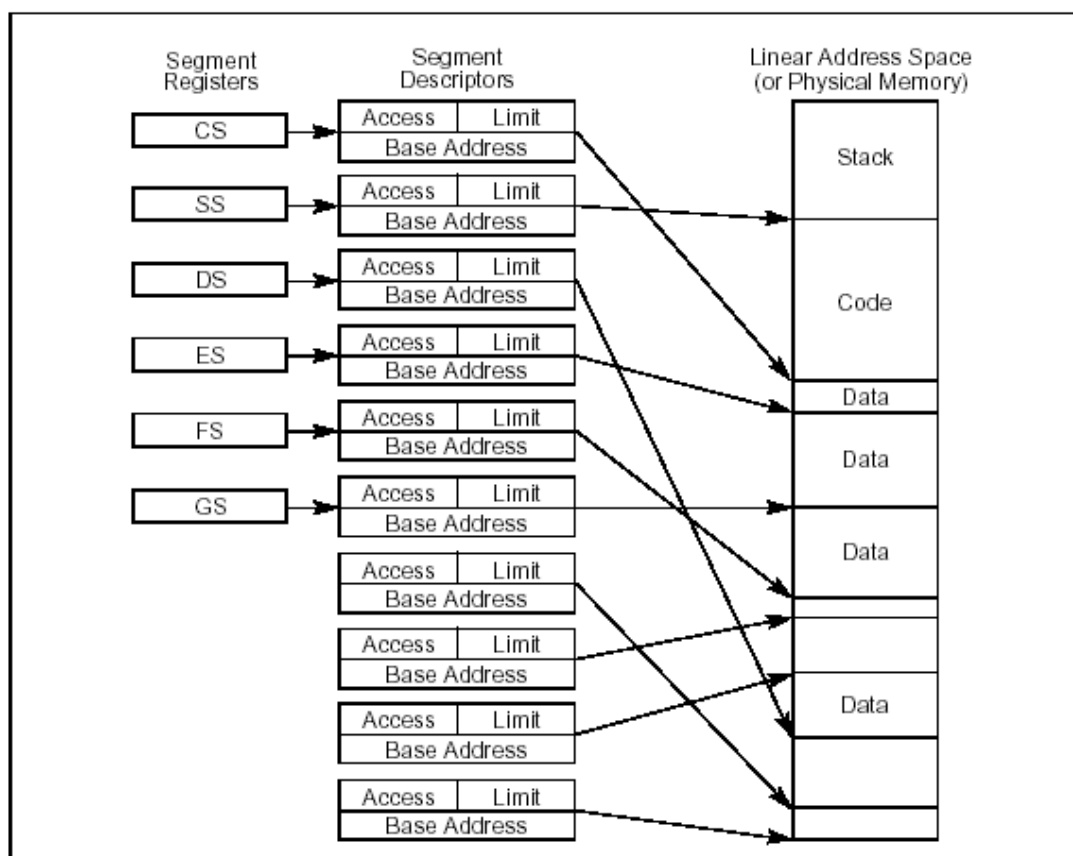 Segment
Registers
Segment
Descriptors
Linear Address Space
(or Physical Memory)
CS
Access Limit
Base Address
Stack
SS
Access Limit
Base Address
DS
Access Limit
Base Address
Code
ES
Access Limit
Base Address
Data
FS
Access Limit
Base Address
Data
GS
Access Limit
Base Address
Data
Access Limit
Base Address
Access Limit
Base Address
Access Limit
Base Address
Data
Access Limit
Base Address